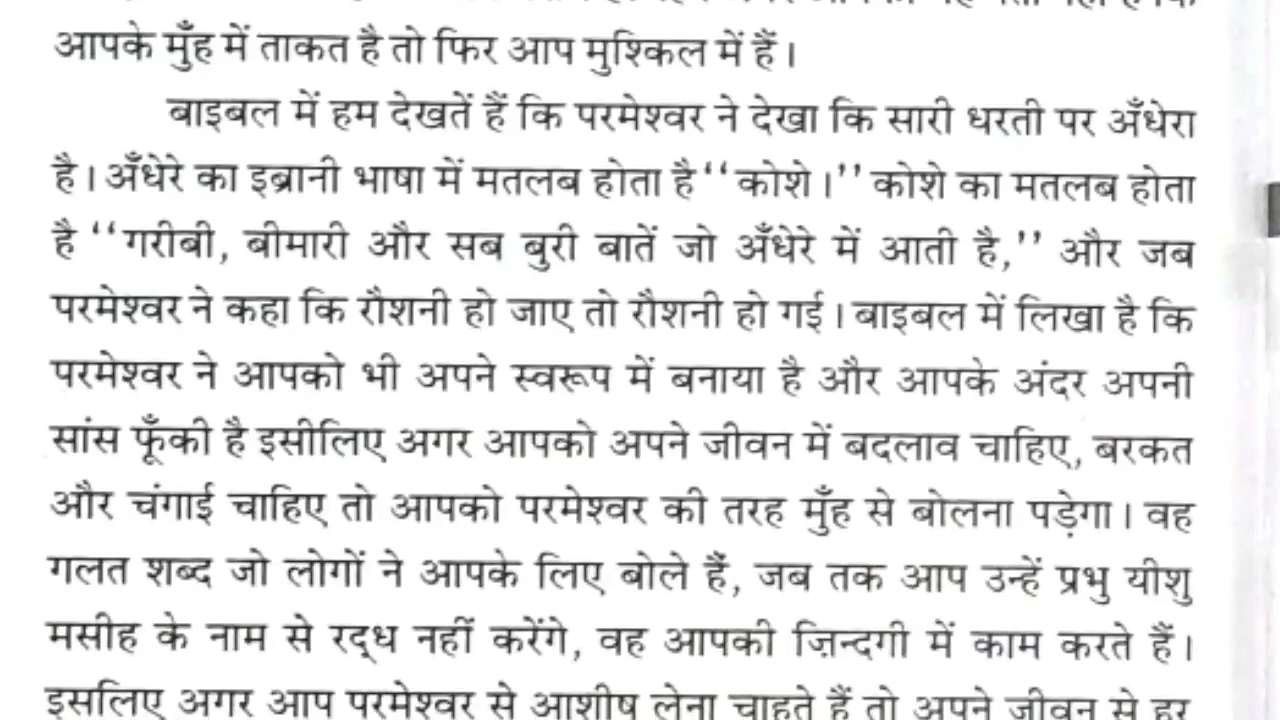 आपके मुँह में ताकत है तो फिर आप मुश्किल में हैं।
बाइबल में हम देखतें हैं कि परमेश्वर ने देखा कि सारी धरती पर अँधेरा
है। अँधेरे का इब्रानी भाषा में मतलब होता है ‘‘कोशे।’’ कोशे का मतलब होता
है ‘‘गरीबी, बीमारी और सब बुरी बातें जो अँधेरे में आती है,’’ और जब
परमेश्वर ने कहा कि रौशनी हो जाए तो रौशनी हो गई। बाइबल में लिखा है कि
परमेश्वर ने आपको भी अपने स्वरूप में बनाया है और आपके अंदर अपनी
सांस फूँकी है इसीलिए अगर आपको अपने जीवन में बदलाव चाहिए, बरकत
और चंगाई चाहिए तो आपको परमेश्वर की तरह मुँह से बोलना पड़ेगा। वह
गलत शब्द जो लोगों ने आपके लिए बोले हैं, जब तक आप उन्हें प्रभु यीशु
मसीह के नाम से रद्ध नहीं करेंगे, वह आपकी ज़िन्दगी में काम करते हैं।
इसलिए अगर आप परमेश्वर से आशीष लेना चाहते हैं तो अपने जीवन से हर